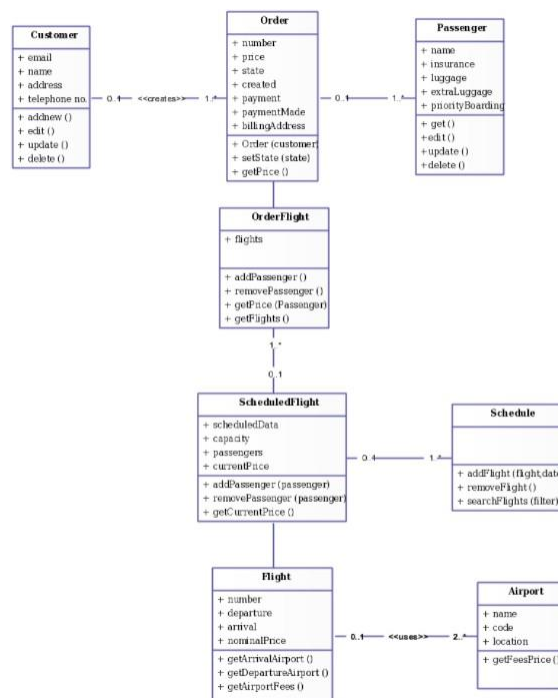 Customer
+ email
+ name
+ address
+ telephone no.
+ addnew ()
+ edit ()
+ update ()
+ delete ()
0..1 <<creates>> 1..*
Order
+ number
+ price
+ state
+ created
+ payment
+ paymentMade
+ billingAddress
+ Order (customer)
+ setState (state)
+ getPrice ()
0..1 1..*
Passenger
+ name
+ insurance
+ luggage
+ extraLuggage
+ priorityBoarding
+ get ()
+edit ()
+update ()
+delete ()
OrderFlight
+ flights
+ addPassenger ()
+ removePassenger ()
+ getPrice (Passenger)
+ getFlights ()
1..*
0..1
ScheduledFlight
+ scheduledData
+ capacity
+ passengers
+ currentPrice
+ addPassenger (passenger)
+ removePassenger (passenger)
+ getCurrentPrice ()
0..1 1..*
Schedule
+ addFlight (flight,date
+ removeFlight ()
+ searchFlights (filter)
Flight
+ number
+ departure
+ arrival
+ nominalPrice
+ getArrivalAirport ()
+ getDepartureAirport ()
+ getAirportFees ()
0..1 <<uses>> 2..*
Airport
+ name
+ code
+ location
+ getFeesPrice ()